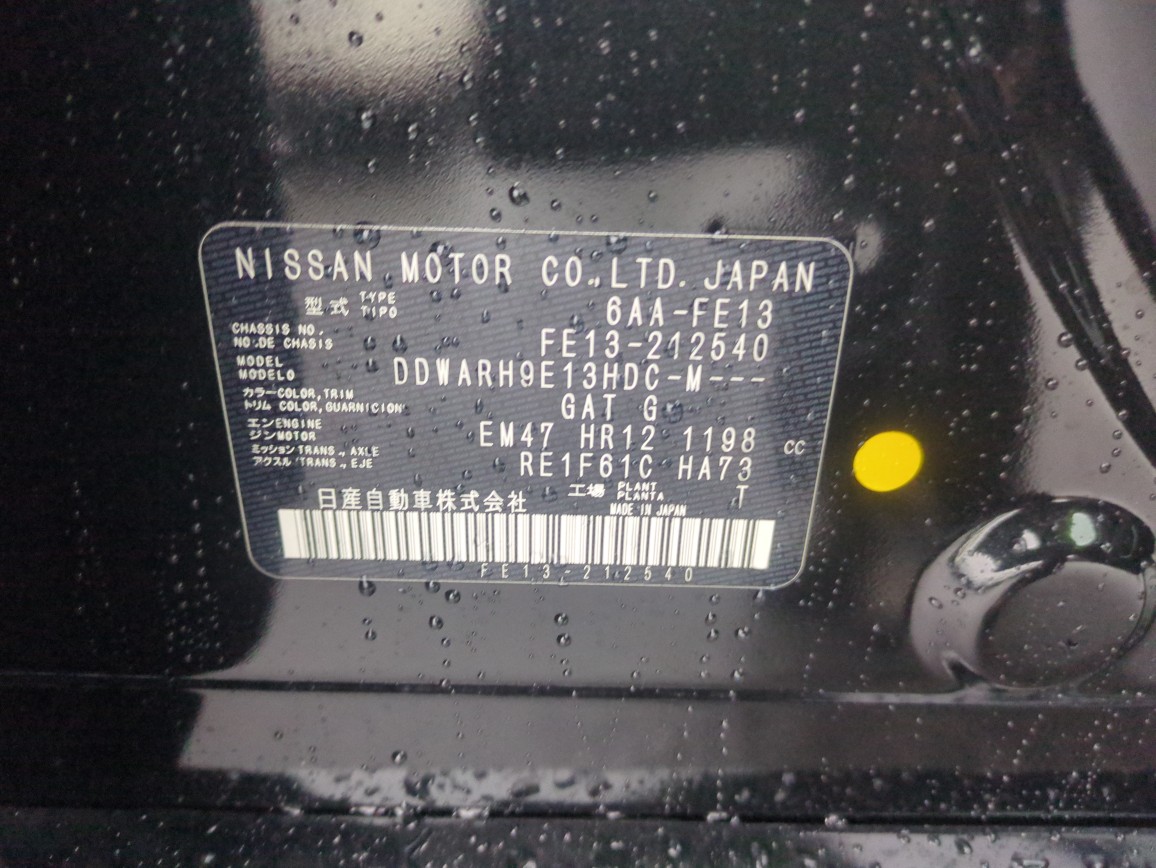 NISSAN MOTOR CO.,LTD. JAPAN
型式 TYPE TIPO 6AA-FE13
CHASSIS NO. NO.DE CHASIS FE13-212540
MODEL MODELO DDWARH9E13HDC-M---
カラー COLOR,TRIM トリム COLOR,GUARNICION GAT G
エンジン ENGINE MOTOR EM47 HR12 1198 CC
ミッション TRANS., AXLE アクスル TRANS., EJE RE1F61C HA73
工場 PLANT PLANTA T
日産自動車株式会社 MADE IN JAPAN
FE13-212540